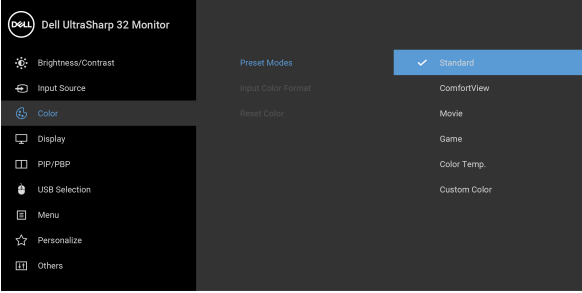 DELL
Dell UltraSharp 32 Monitor
Brightness/Contrast
Input Source
Color
Display
PIP/PBP
USB Selection
Menu
Personalize
Others
Preset Modes
Input Color Format
Reset Color
Standard
ComfortView
Movie
Game
Color Temp.
Custom Color